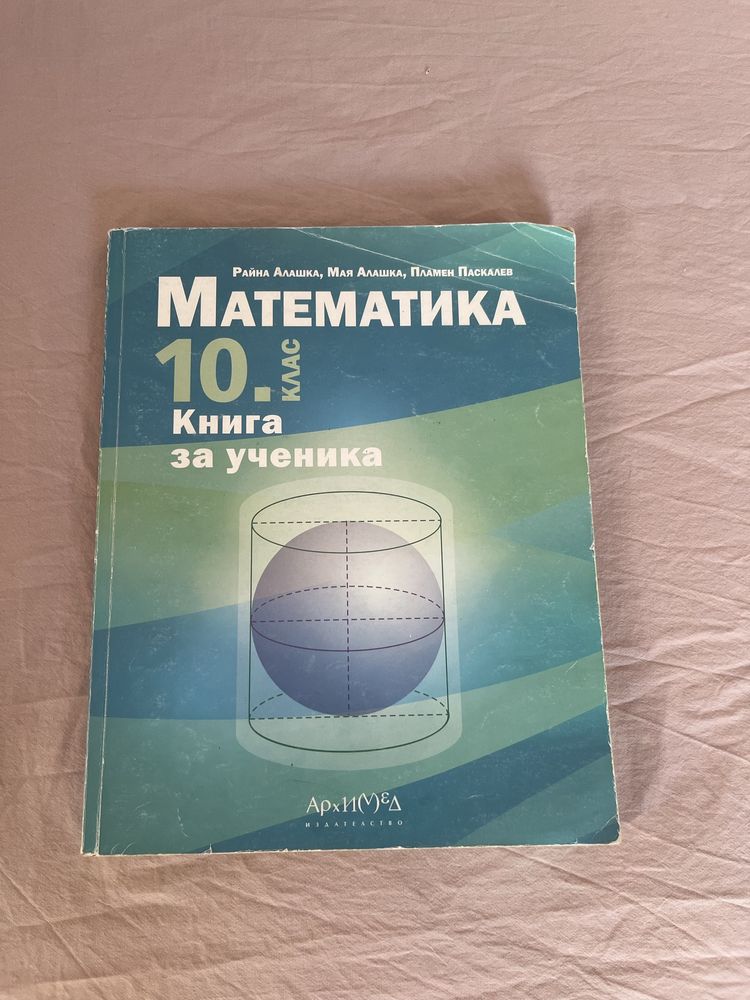 Райна Алашка, Мая Алашка, Пламен Паскалев
Математика
10. клас
Книга
за ученика
АрхИМЕД
ИЗДАТЕЛСТВО